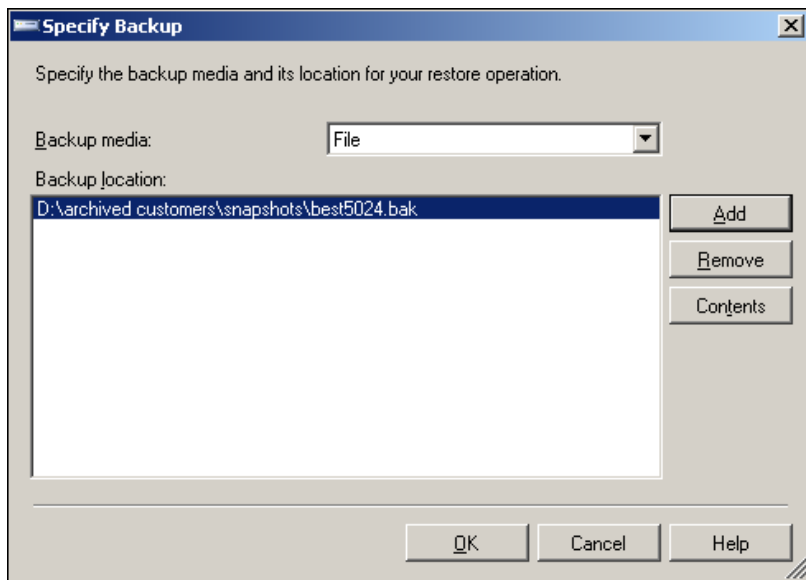 Specify Backup
Specify the backup media and its location for your restore operation.
Backup media:
File
Backup location:
D:\archived customers\snapshots\best5024.bak
Add
Remove
Contents
OK
Cancel
Help